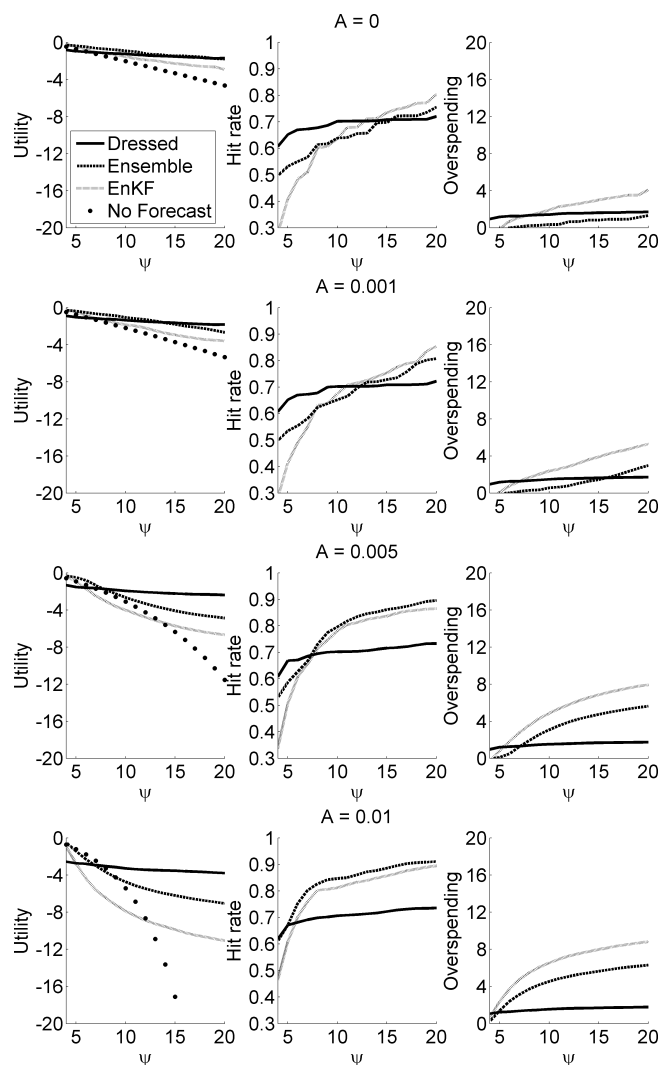 A = 0
Utility
0
-4
-8
-12
-16
-20
5 10 15 20
ψ
Dressed
Ensemble
EnKF
No Forecast
Hit rate
1
0.9
0.8
0.7
0.6
0.5
0.4
0.3
5 10 15 20
ψ
Overspending
20
16
12
8
4
0
5 10 15 20
ψ
A = 0.001
Utility
0
-4
-8
-12
-16
-20
5 10 15 20
ψ
Hit rate
1
0.9
0.8
0.7
0.6
0.5
0.4
0.3
5 10 15 20
ψ
Overspending
20
16
12
8
4
0
5 10 15 20
ψ
A = 0.005
Utility
0
-4
-8
-12
-16
-20
5 10 15 20
ψ
Hit rate
1
0.9
0.8
0.7
0.6
0.5
0.4
0.3
5 10 15 20
ψ
Overspending
20
16
12
8
4
0
5 10 15 20
ψ
A = 0.01
Utility
0
-4
-8
-12
-16
-20
5 10 15 20
ψ
Hit rate
1
0.9
0.8
0.7
0.6
0.5
0.4
0.3
5 10 15 20
ψ
Overspending
20
16
12
8
4
0
5 10 15 20
ψ